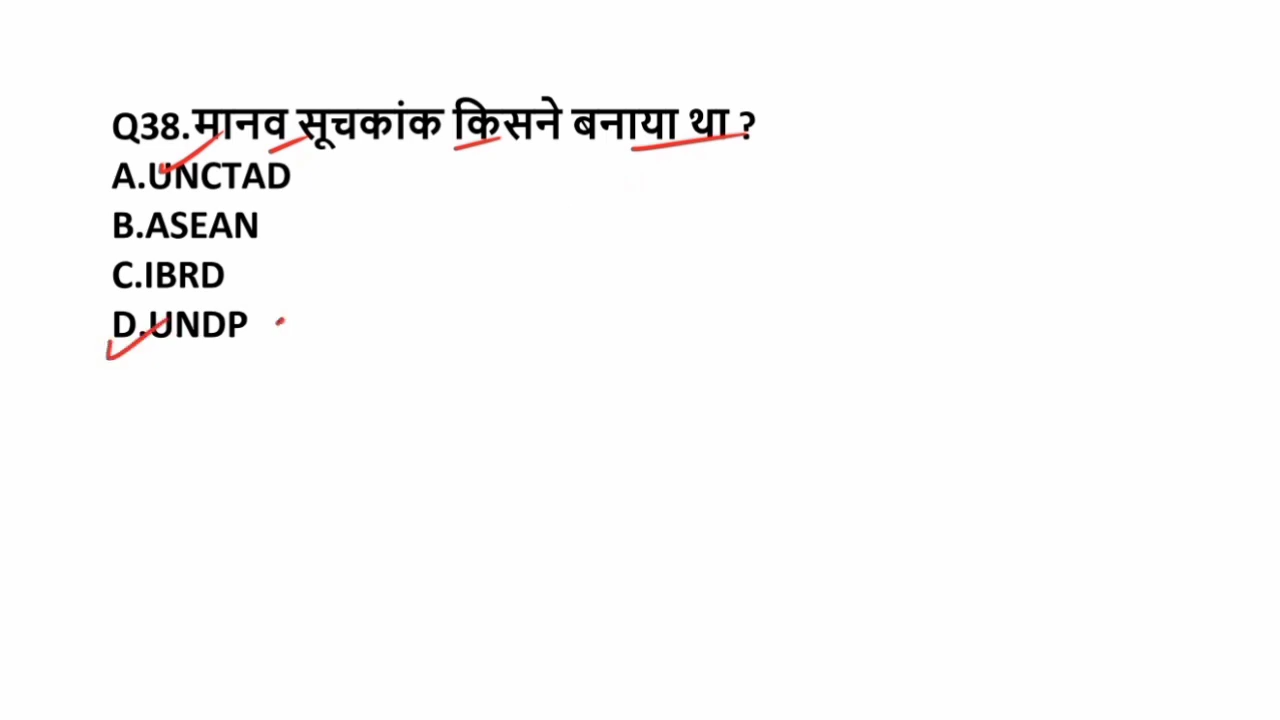 Q38.मानव सूचकांक किसने बनाया था ?
A.UNCTAD
B.ASEAN
C.IBRD
D.UNDP